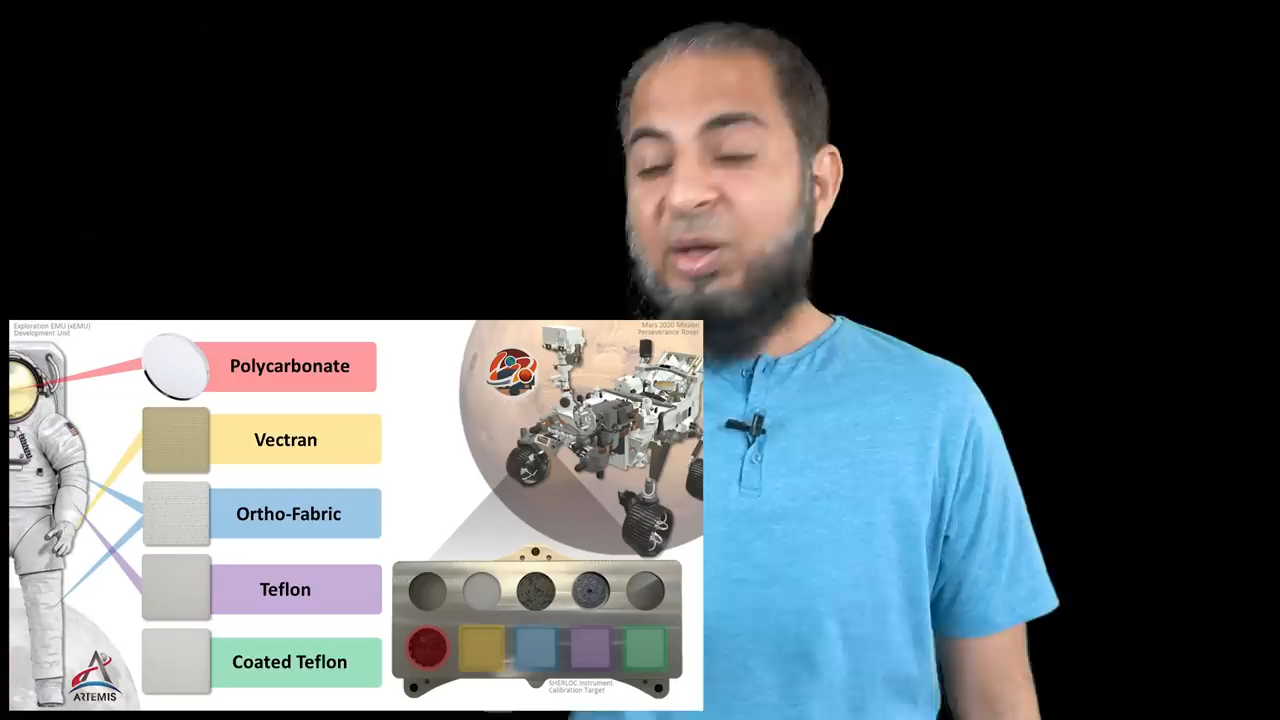 Exploration EMU (xEMU)
Development Unit
Mars 2020 Mission
Perseverance Rover
Polycarbonate
Vectran
Ortho-Fabric
Teflon
Coated Teflon
ARTEMIS
SHERLOC Instrument
Calibration Target